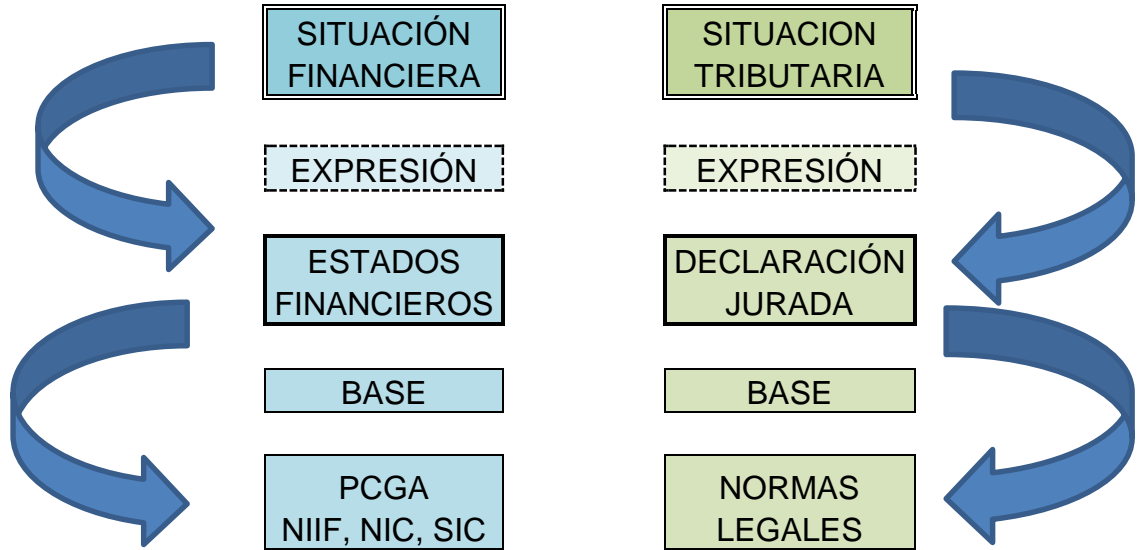 SITUACIÓN
FINANCIERA
EXPRESIÓN
ESTADOS
FINANCIEROS
BASE
PCGA
NIIF, NIC, SIC
SITUACION
TRIBUTARIA
EXPRESIÓN
DECLARACIÓN
JURADA
BASE
NORMAS
LEGALES